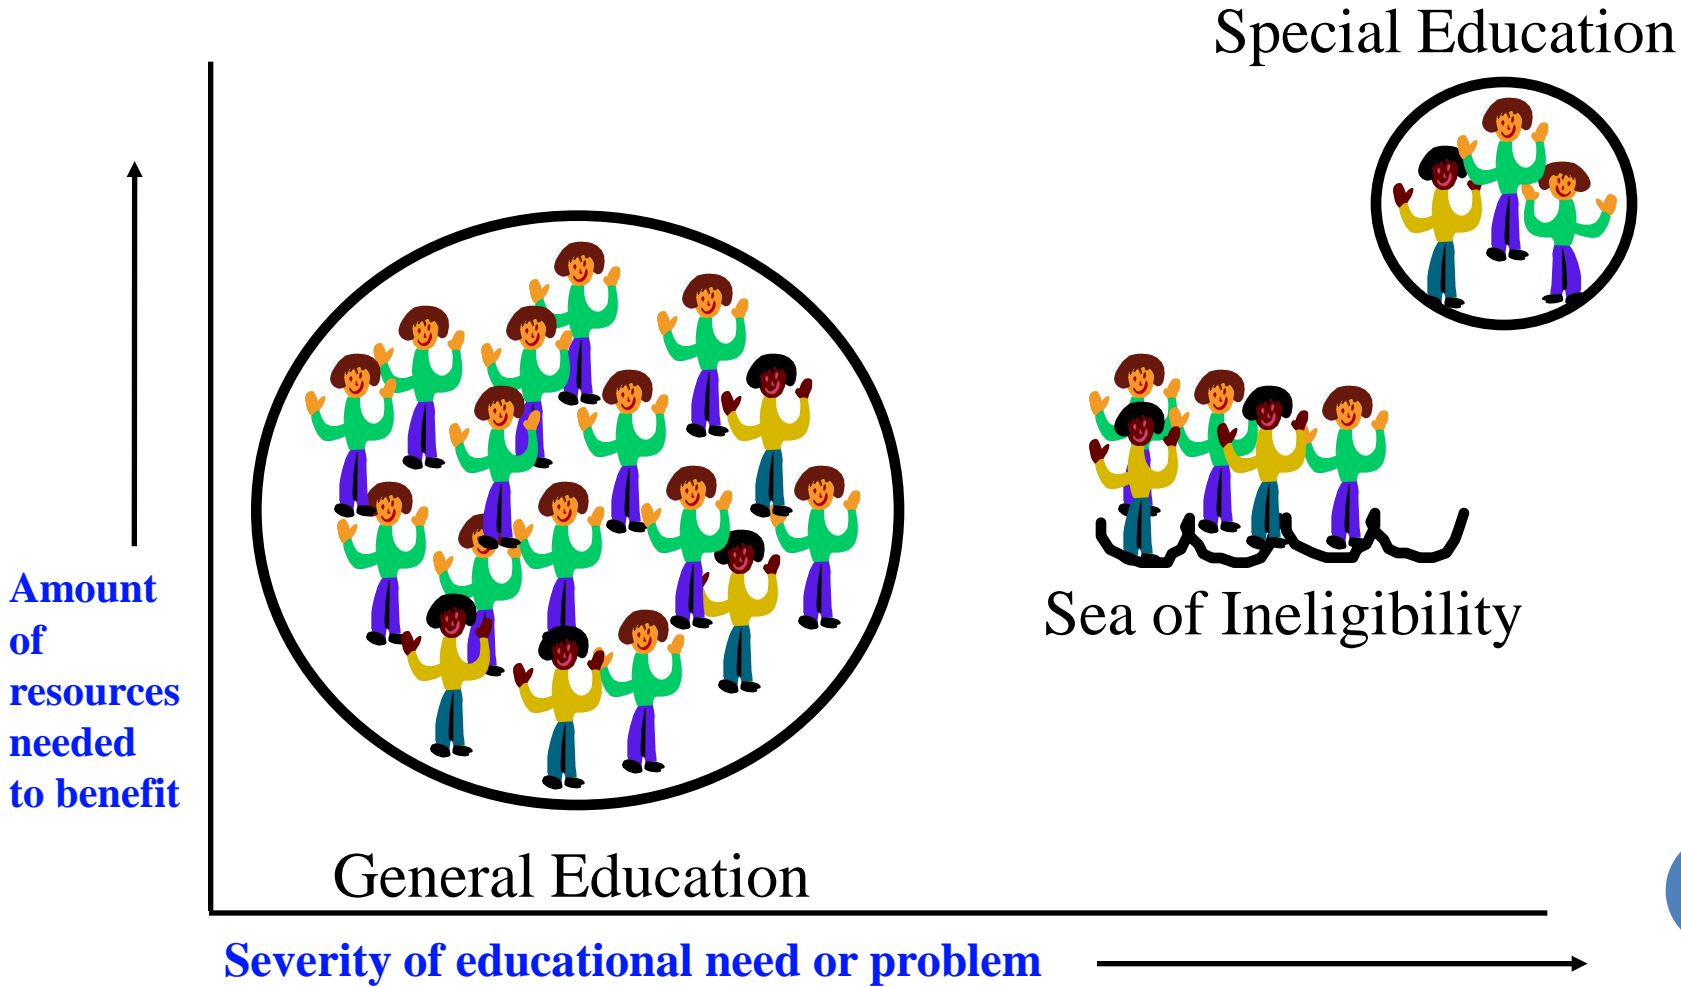 Special Education
Amount
of
resources
needed
to benefit
Sea of Ineligibility
General Education
Severity of educational need or problem